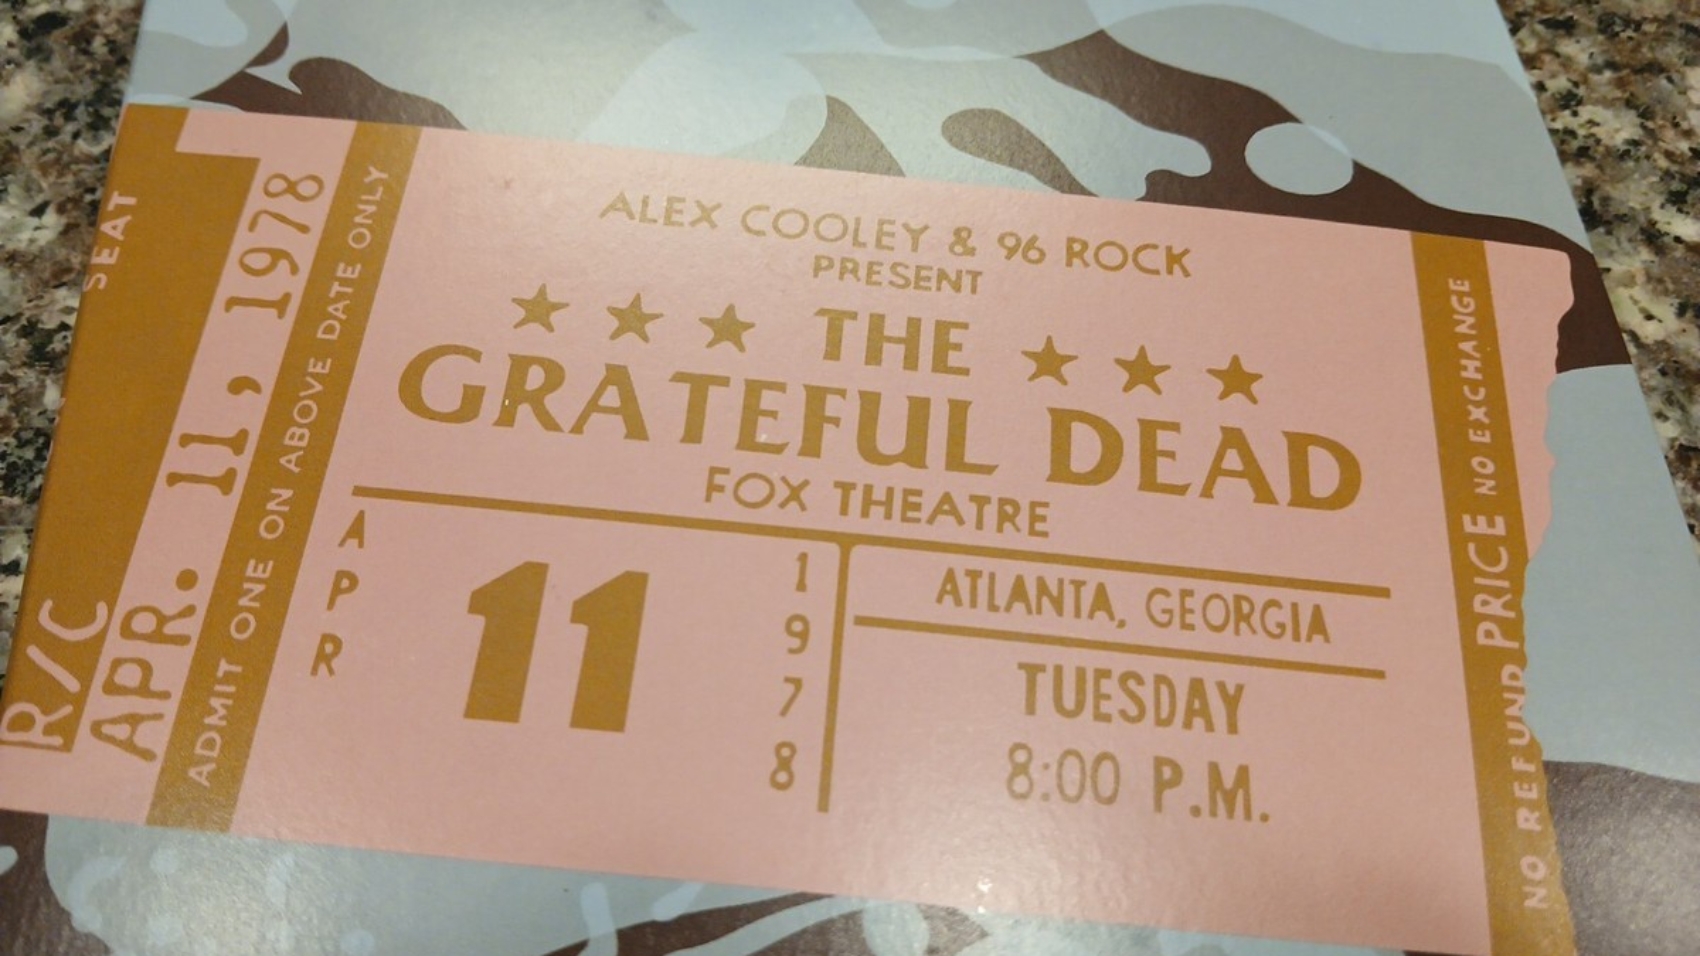 SEAT
R/C
APR. 11, 1978
ADMIT ONE ON ABOVE DATE ONLY
ALEX COOLEY & 96 ROCK
PRESENT
★ ★ ★ THE ★ ★ ★
GRATEFUL DEAD
FOX THEATRE
APR
11
1978
ATLANTA, GEORGIA
TUESDAY
8:00 P.M.
NO REFUND PRICE NO EXCHANGE